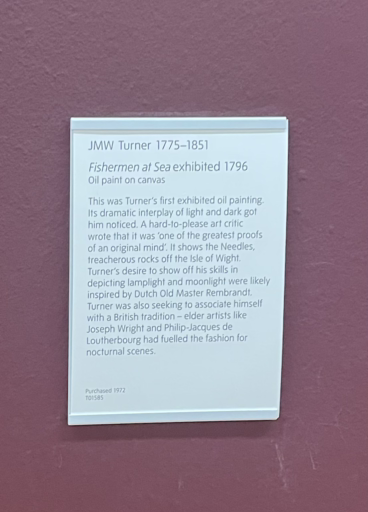 JMW Turner 1775–1851
Fishermen at Sea exhibited 1796
Oil paint on canvas
This was Turner's first exhibited oil painting.
Its dramatic interplay of light and dark got
him noticed. A hard-to-please art critic
wrote that it was 'one of the greatest proofs
of an original mind'. It shows the Needles,
treacherous rocks off the Isle of Wight.
Turner's desire to show off his skills in
depicting lamplight and moonlight were likely
inspired by Dutch Old Master Rembrandt.
Turner was also seeking to associate himself
with a British tradition – elder artists like
Joseph Wright and Philip-Jacques de
Loutherbourg had fuelled the fashion for
nocturnal scenes.
Purchased 1972
T01585